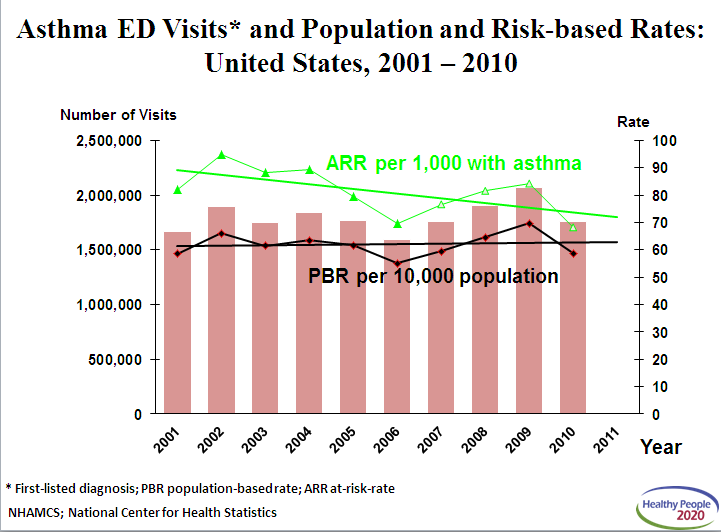 Asthma ED Visits* and Population and Risk-based Rates:
United States, 2001 – 2010
Number of Visits
Rate
2,500,000
2,000,000
1,500,000
1,000,000
500,000
0
100
90
80
70
60
50
40
30
20
10
0
ARR per 1,000 with asthma
PBR per 10,000 population
2001
2002
2003
2004
2005
2006
2007
2008
2009
2010
2011
Year
* First-listed diagnosis; PBR population-based rate; ARR at-risk-rate
NHAMCS; National Center for Health Statistics
Healthy People
2020